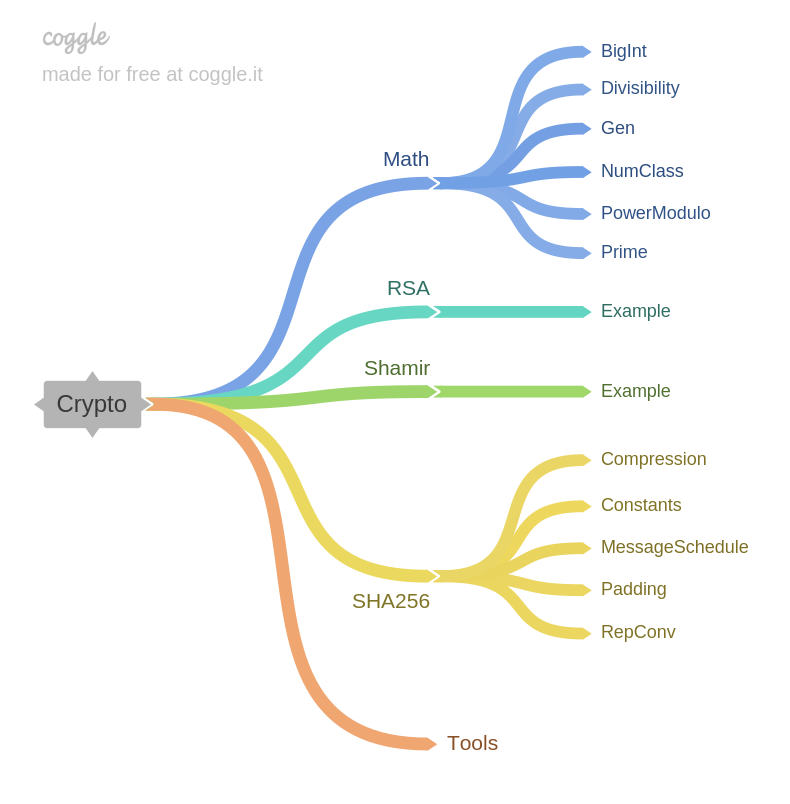 coggle
made for free at coggle.it
Crypto
Math
BigInt
Divisibility
Gen
NumClass
PowerModulo
Prime
RSA
Example
Shamir
Example
SHA256
Compression
Constants
MessageSchedule
Padding
RepConv
Tools